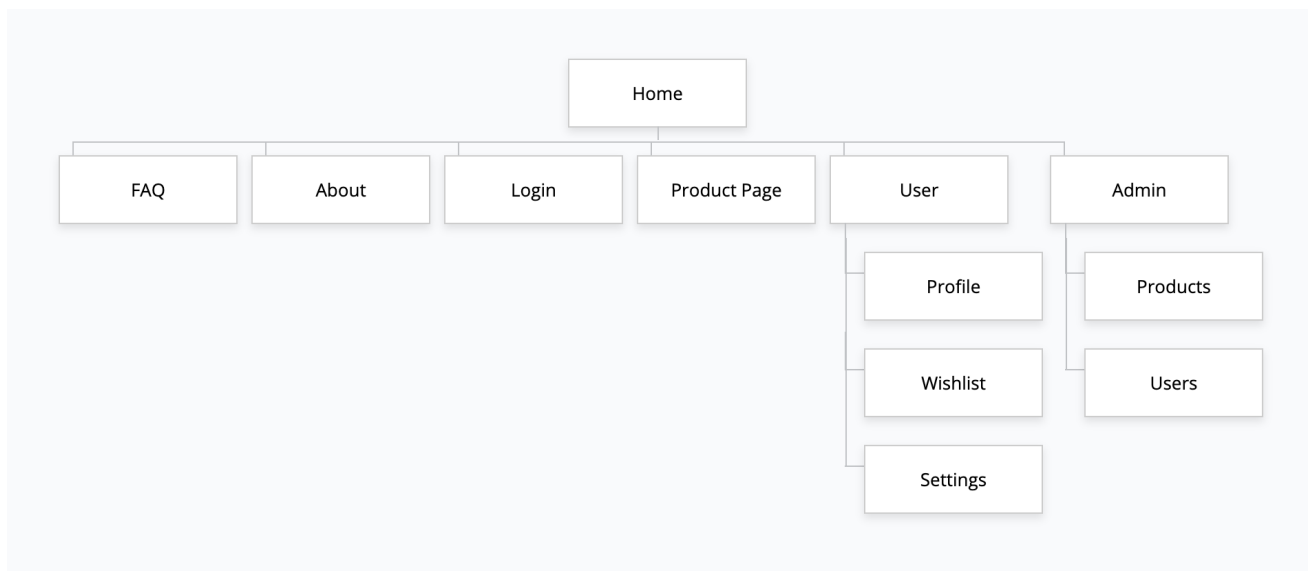 Home
FAQ
About
Login
Product Page
User
Admin
Profile
Products
Wishlist
Users
Settings